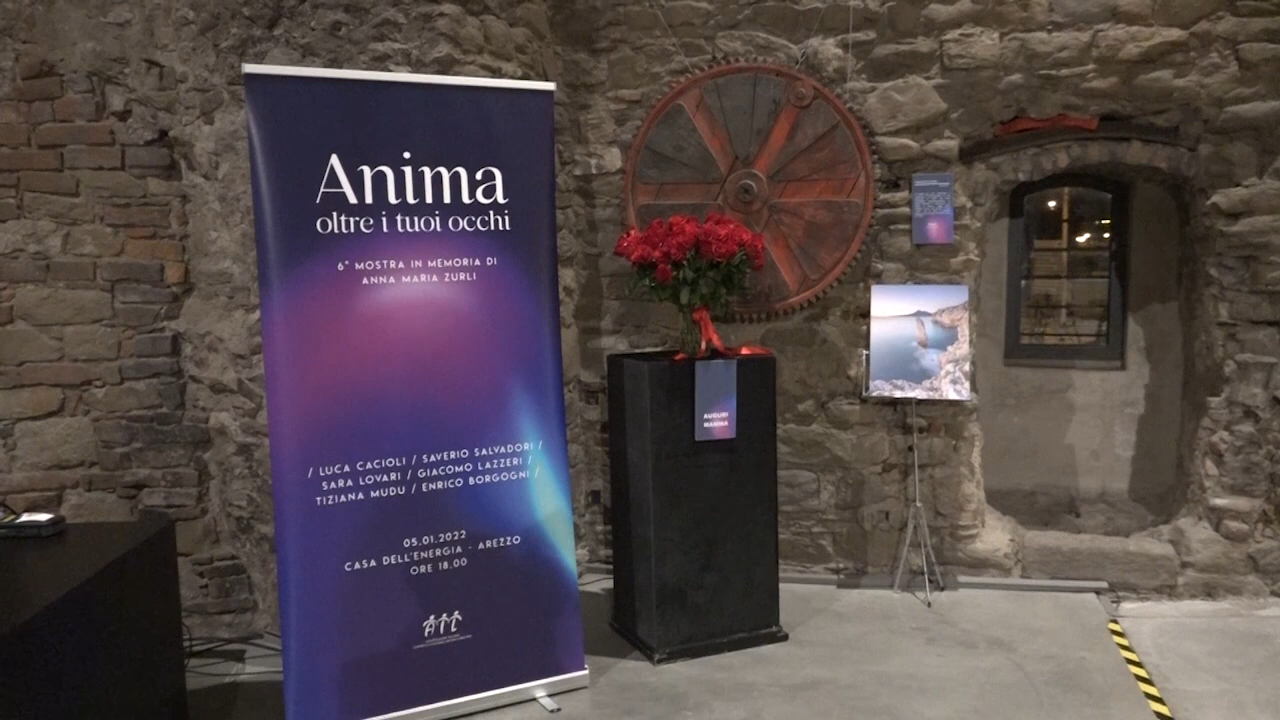 Anima
oltre i tuoi occhi
6° MOSTRA IN MEMORIA DI
ANNA MARIA ZURLI
/ LUCA CACIOLI / SAVERIO SALVADORI /
SARA LOVARI / GIACOMO LAZZERI /
TIZIANA MUDU / ENRICO BORGOGNI /
05.01.2022
CASA DELL'ENERGIA - AREZZO
ORE 18.00
AUGURI
MAMMA